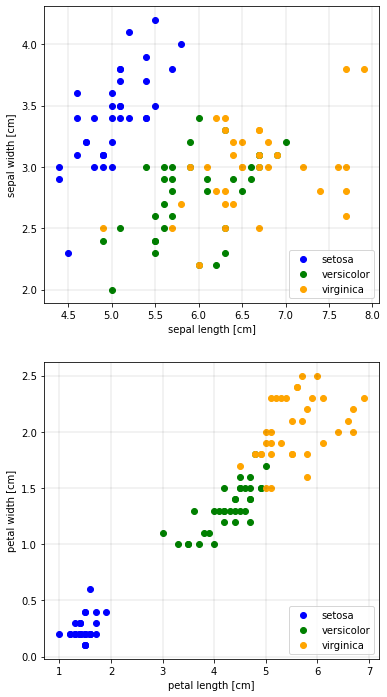 4.0
3.5
3.0
2.5
2.0
sepal width [cm]
setosa
versicolor
virginica
4.5 5.0 5.5 6.0 6.5 7.0 7.5 8.0
sepal length [cm]
2.5
2.0
1.5
1.0
0.5
0.0
petal width [cm]
setosa
versicolor
virginica
1 2 3 4 5 6 7
petal length [cm]